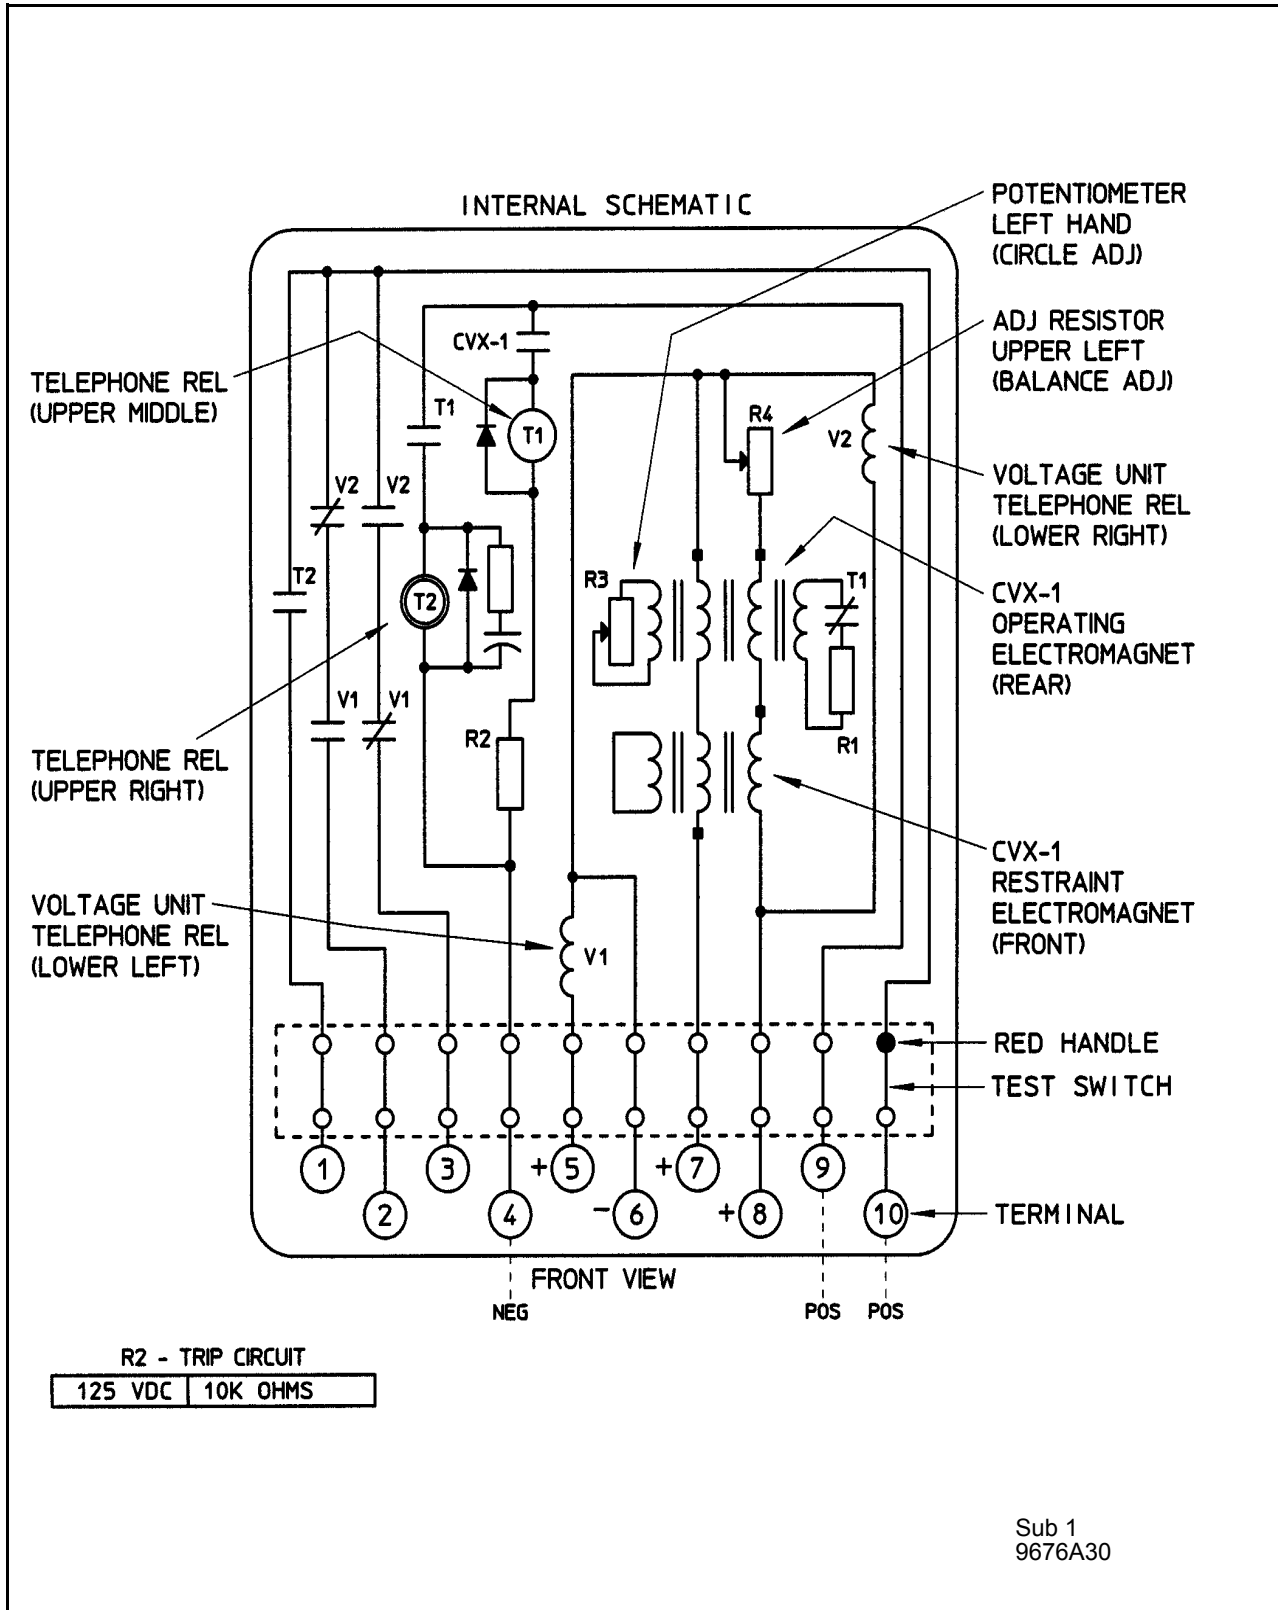 INTERNAL SCHEMATIC
POTENTIOMETER
LEFT HAND
(CIRCLE ADJ)
ADJ RESISTOR
UPPER LEFT
(BALANCE ADJ)
TELEPHONE REL
(UPPER MIDDLE)
CVX-1
T1
T1
R4
V2
VOLTAGE UNIT
TELEPHONE REL
(LOWER RIGHT)
V2
V2
T2
T2
R3
T1
CVX-1
OPERATING
ELECTROMAGNET
(REAR)
V1
V1
R2
R1
TELEPHONE REL
(UPPER RIGHT)
CVX-1
RESTRAINT
ELECTROMAGNET
(FRONT)
VOLTAGE UNIT
TELEPHONE REL
(LOWER LEFT)
V1
RED HANDLE
TEST SWITCH
1
3
+ 5
+ 7
9
2
4
- 6
+ 8
10
TERMINAL
FRONT VIEW
NEG
POS
POS
R2 - TRIP CIRCUIT
125 VDC 10K OHMS
Sub 1
9676A30